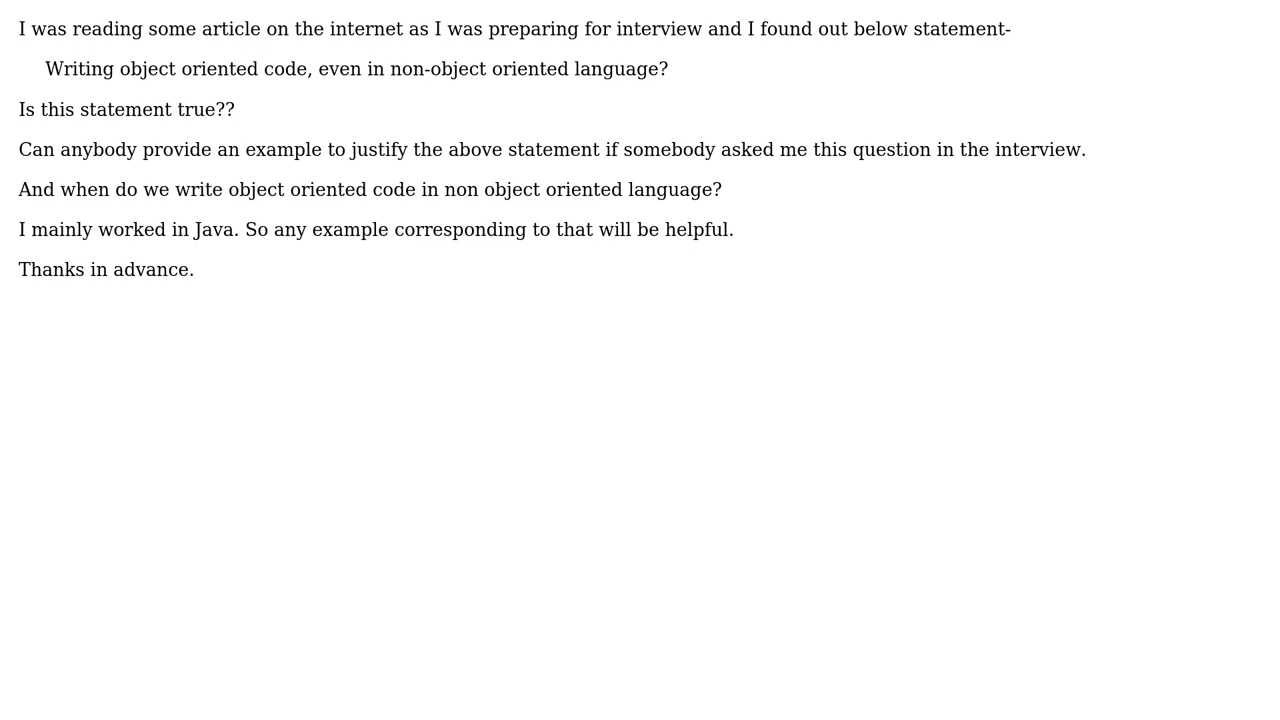 I was reading some article on the internet as I was preparing for interview and I found out below statement-
Writing object oriented code, even in non-object oriented language?
Is this statement true??
Can anybody provide an example to justify the above statement if somebody asked me this question in the interview.
And when do we write object oriented code in non object oriented language?
I mainly worked in Java. So any example corresponding to that will be helpful.
Thanks in advance.